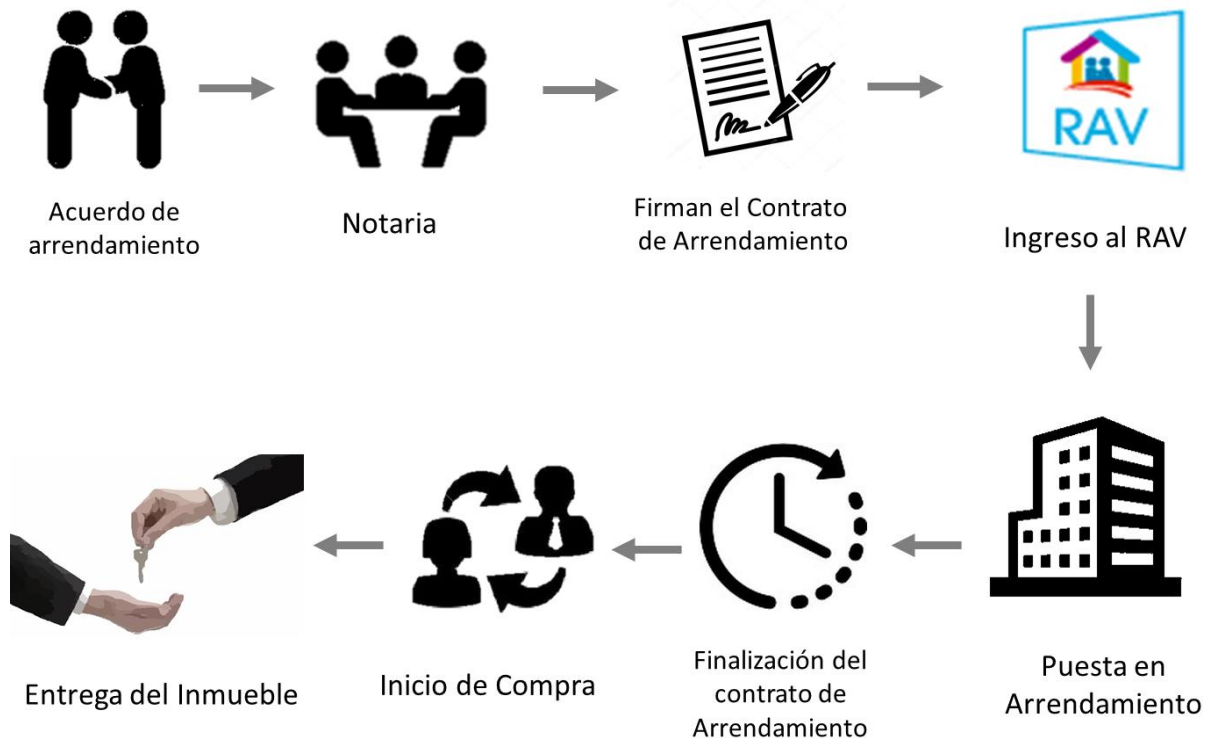 Acuerdo de
arrendamiento
Notaria
Firman el Contrato
de Arrendamiento
RAV
Ingreso al RAV
Puesta en
Arrendamiento
Finalización del
contrato de
Arrendamiento
Inicio de Compra
Entrega del Inmueble